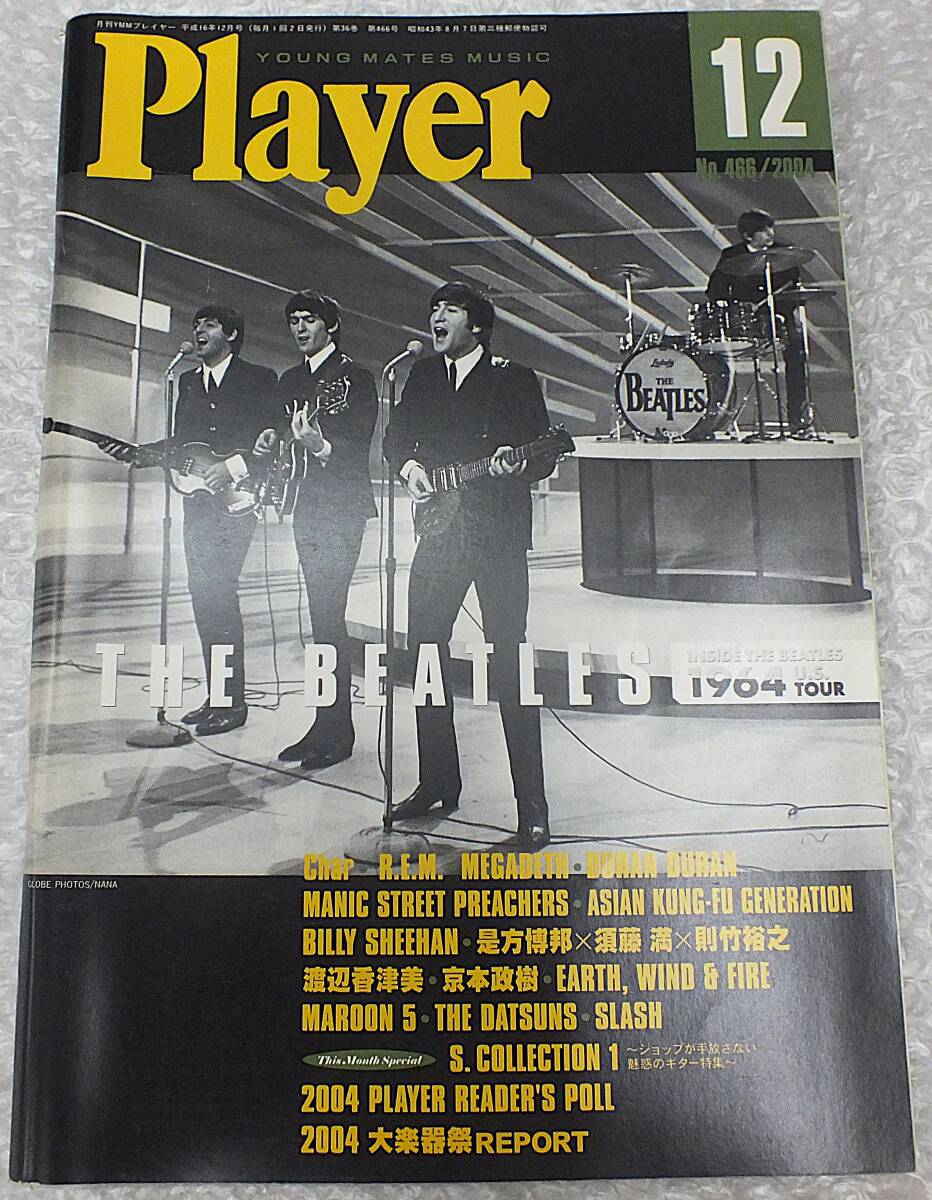 月刊YMMプレイヤー 平成16年12月号(毎月1回2日発行)第36巻 第466号 昭和43年8月7日第三種郵便物認可
YOUNG MATES MUSIC
Player
12
No. 466/2004
Ludwig
THE
BEATLES
THE BEATLES
INSIDE THE BEATLES
1964 U.S. TOUR
GLOBE PHOTOS/NANA
Char・R.E.M.・MEGADETH・DURAN DURAN
MANIC STREET PREACHERS・ASIAN KUNG-FU GENERATION
BILLY SHEEHAN・是方博邦×須藤 満×則竹裕之
渡辺香津美・京本政樹・EARTH, WIND & FIRE
MAROON 5・THE DATSUNS・SLASH
This Month Special S. COLLECTION 1 ～ショップが手放さない
魅惑のギター特集～
2004 PLAYER READER'S POLL
2004 大楽器祭REPORT